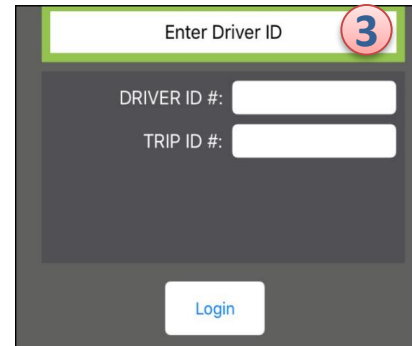 Enter Driver ID
3
DRIVER ID #:
TRIP ID #:
Login